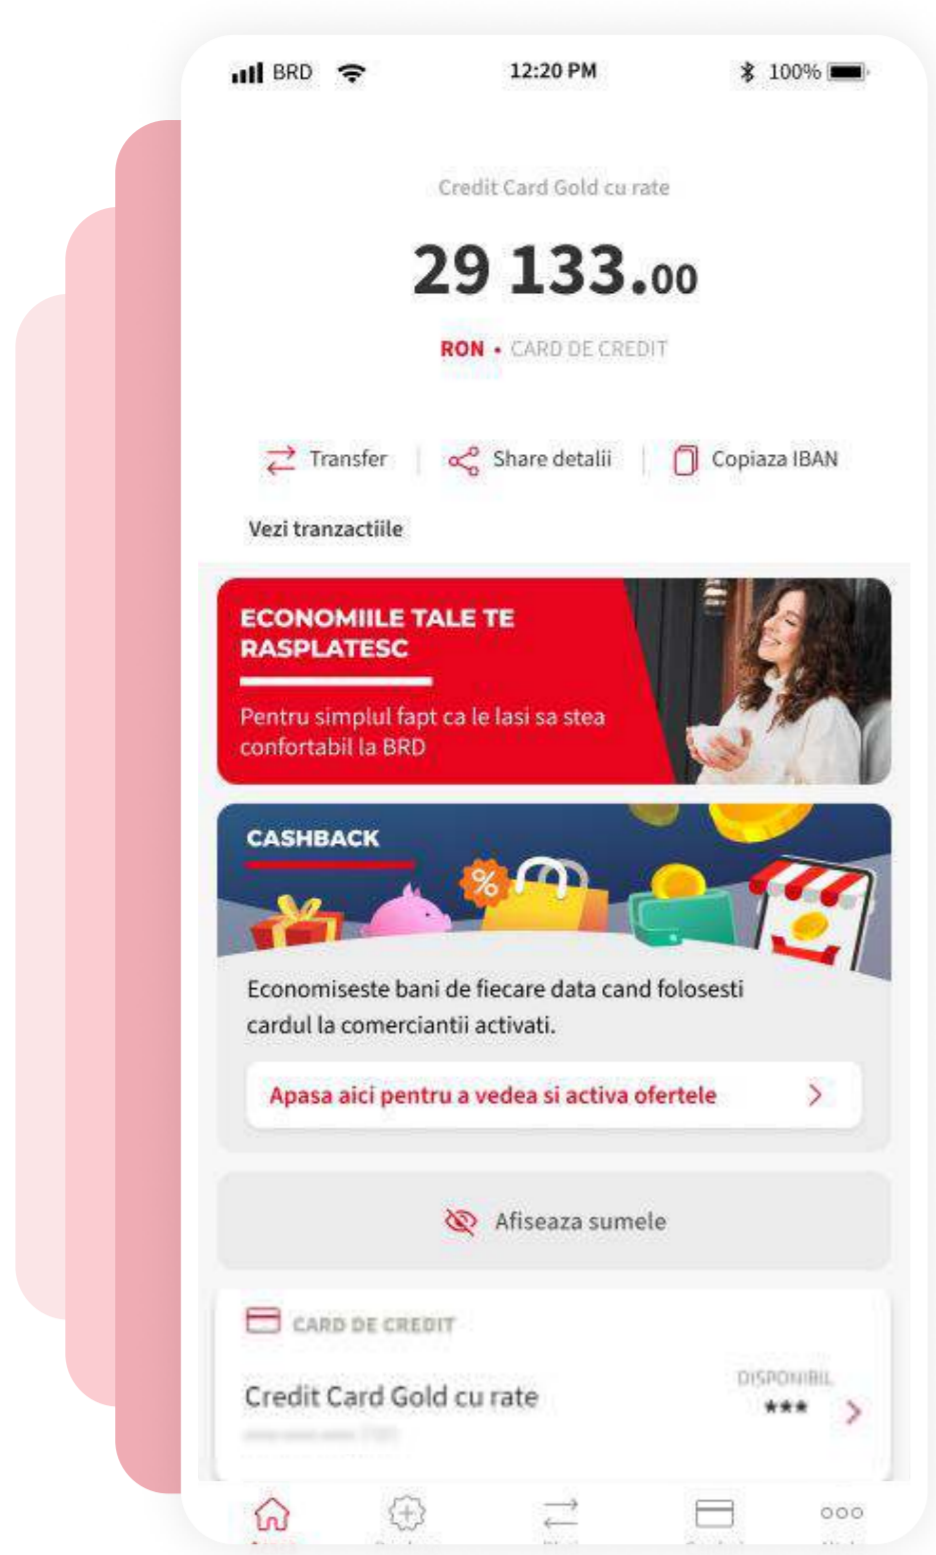 BRD 12:20 PM 100%
Credit Card Gold cu rate
29 133.00
RON • CARD DE CREDIT
Transfer Share detalii Copiaza IBAN
Vezi tranzactiile
ECONOMIILE TALE TE
RASPLATESC
Pentru simplul fapt ca le lasi sa stea
confortabil la BRD
CASHBACK
%
Economiseste bani de fiecare data cand folosesti
cardul la comerciantii activati.
Apasa aici pentru a vedea si activa ofertele
Afiseaza sumele
CARD DE CREDIT
DISPONIBIL
Credit Card Gold cu rate
***